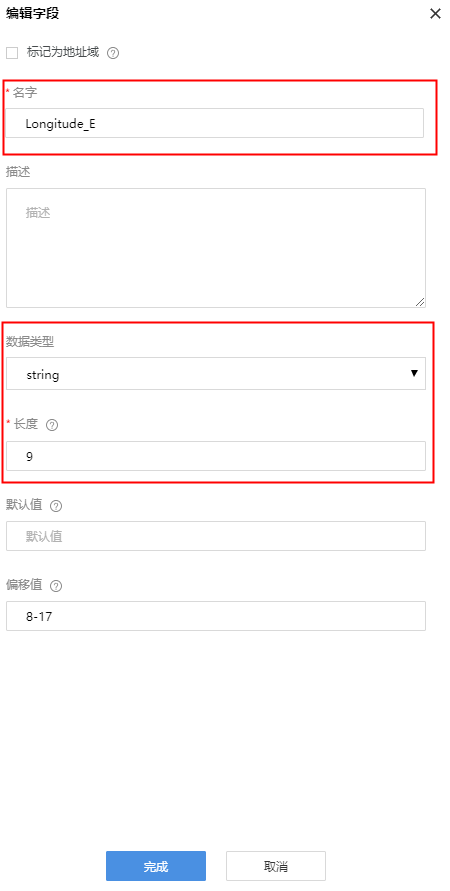 编辑字段
标记为地址域
* 名字
Longitude_E
描述
描述
数据类型
string
* 长度
9
默认值
默认值
偏移值
8-17
完成 取消